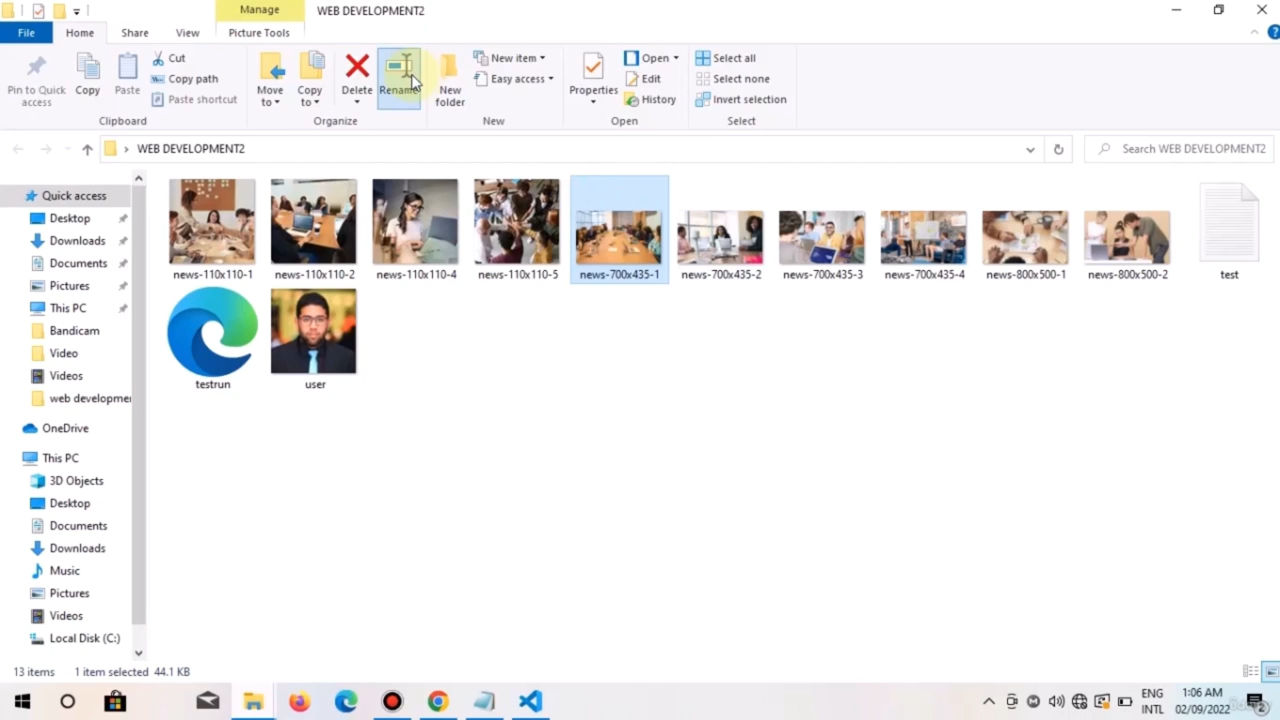 Manage
WEB DEVELOPMENT2
File
Home
Share
View
Picture Tools
Pin to Quick access
Copy
Paste
Cut
Copy path
Paste shortcut
Clipboard
Move to
Copy to
Delete
Rename
Organize
New folder
New item
Easy access
New
Properties
Open
Edit
History
Open
Select all
Select none
Invert selection
Select
WEB DEVELOPMENT2
Search WEB DEVELOPMENT2
Quick access
Desktop
Downloads
Documents
Pictures
This PC
Bandicam
Video
Videos
web developmer
OneDrive
This PC
3D Objects
Desktop
Documents
Downloads
Music
Pictures
Videos
Local Disk (C:)
news-110x110-1
news-110x110-2
news-110x110-4
news-110x110-5
news-700x435-1
news-700x435-2
news-700x435-3
news-700x435-4
news-800x500-1
news-800x500-2
test
testrun
user
13 items
1 item selected 44.1 KB
ENG
INTL
1:06 AM
02/09/2022
2